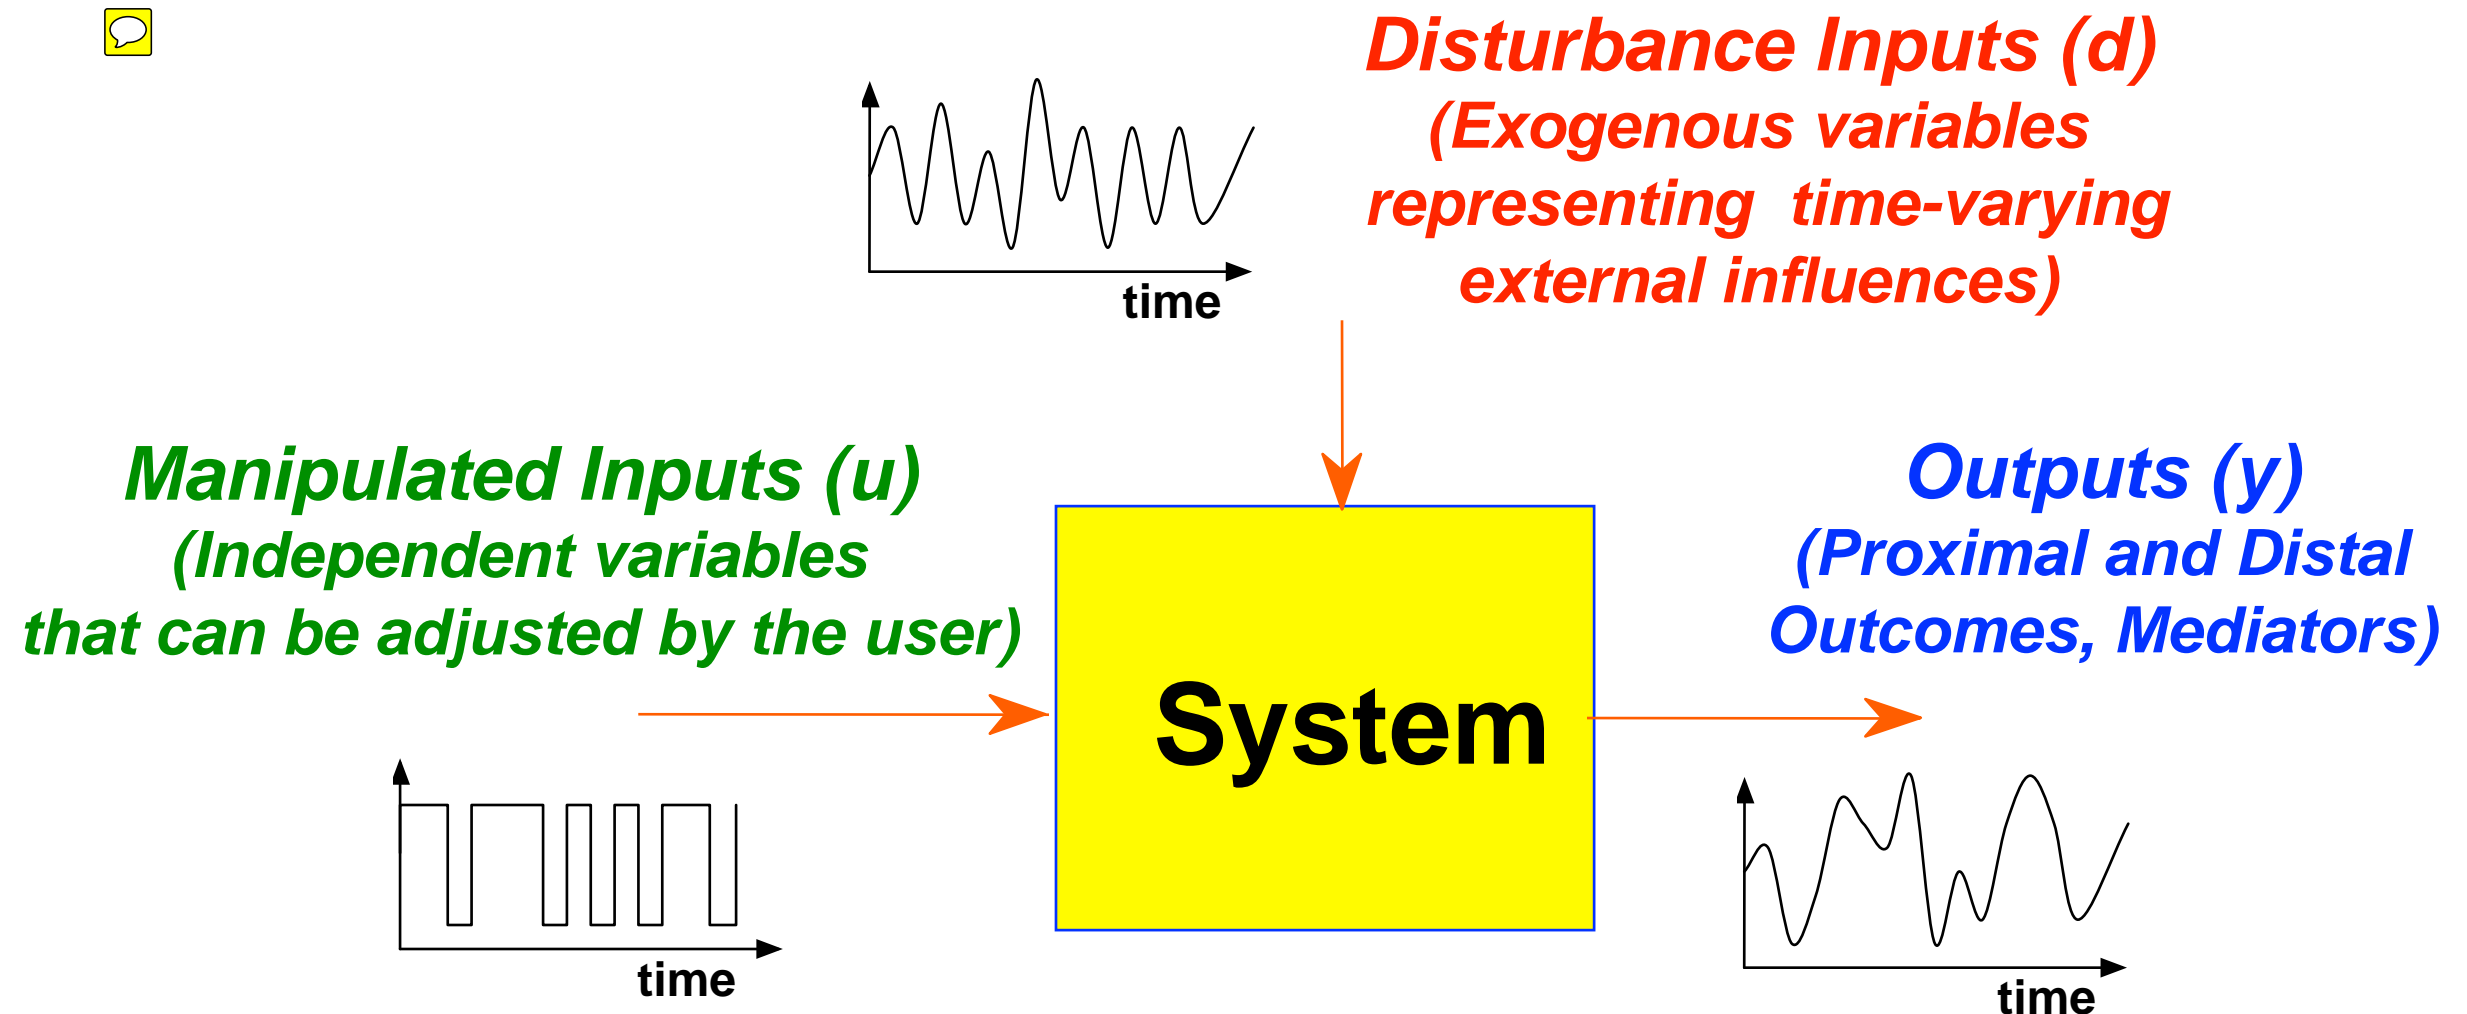 Disturbance Inputs (d)
(Exogenous variables
representing time-varying
external influences)
time
Manipulated Inputs (u)
(Independent variables
that can be adjusted by the user)
Outputs (y)
(Proximal and Distal
Outcomes, Mediators)
System
time
time